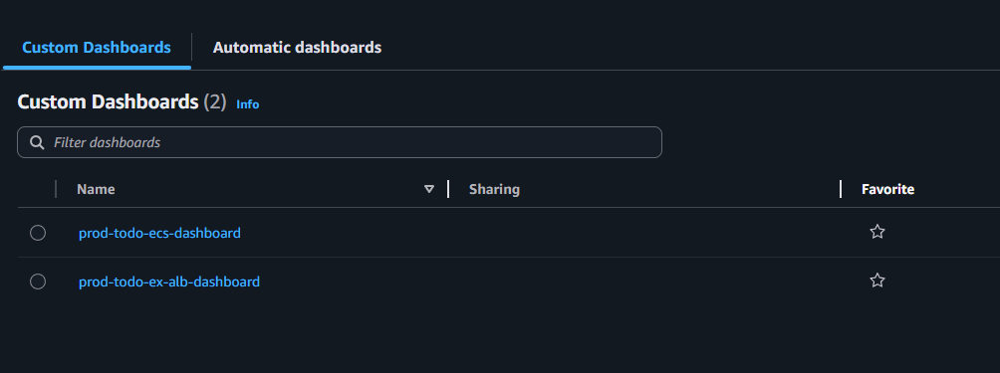 Custom Dashboards Automatic dashboards
Custom Dashboards (2) Info
Filter dashboards
Name Sharing Favorite
prod-todo-ecs-dashboard
prod-todo-ex-alb-dashboard